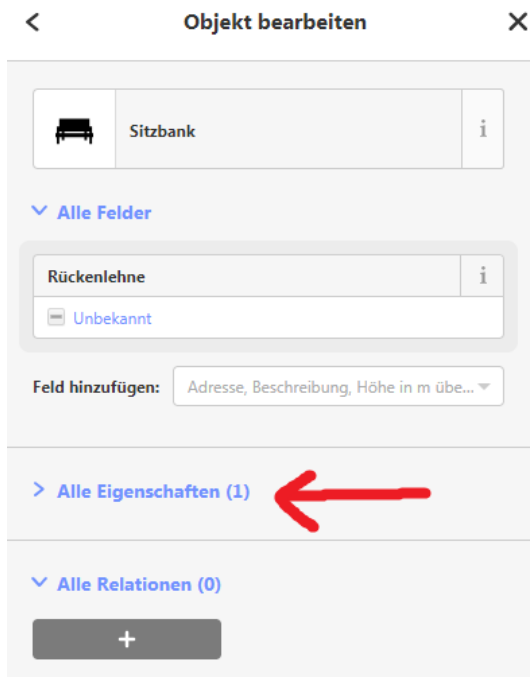 Objekt bearbeiten
Sitzbank
i
Alle Felder
Rückenlehne
i
Unbekannt
Feld hinzufügen: Adresse, Beschreibung, Höhe in m übe...
Alle Eigenschaften (1)
Alle Relationen (0)
+